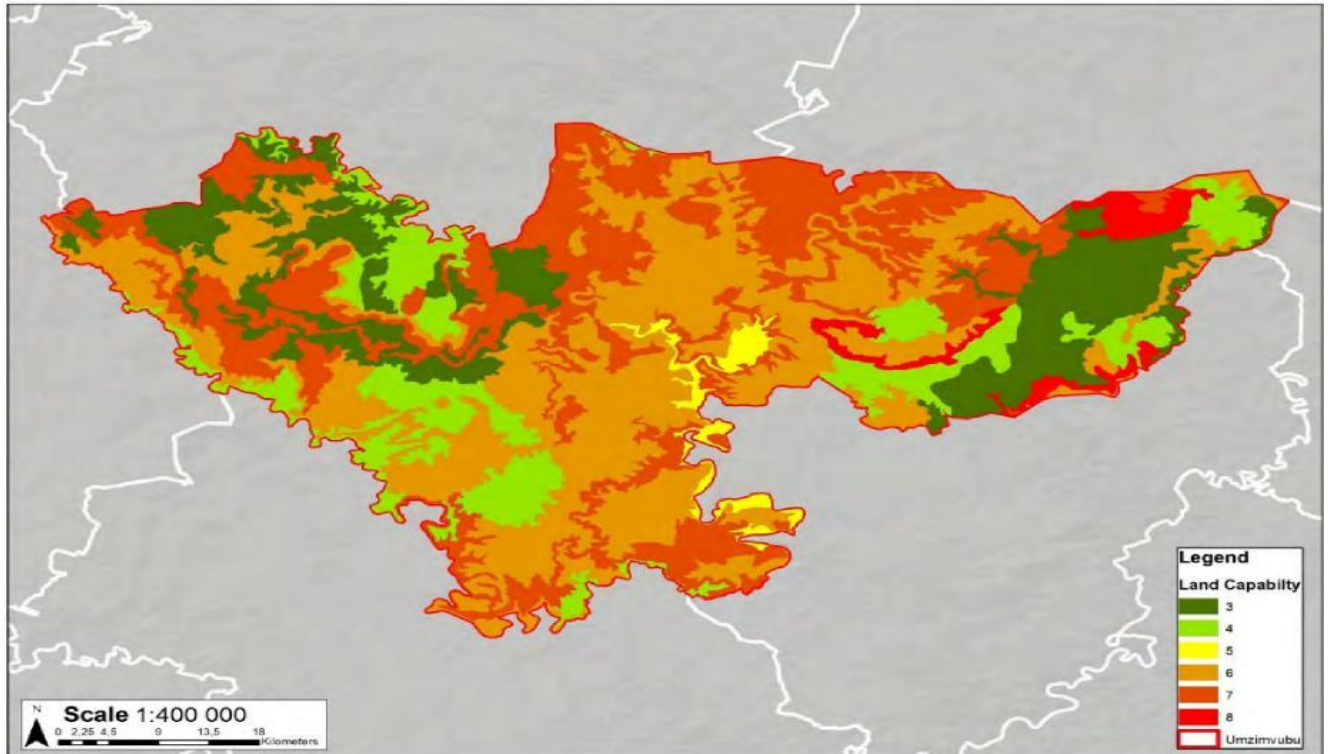 Legend
Land Capabilty
3
4
5
6
7
8
Umzimvubu
N
Scale 1:400 000
0 2,25 4,5 9 13,5 18
Kilometers